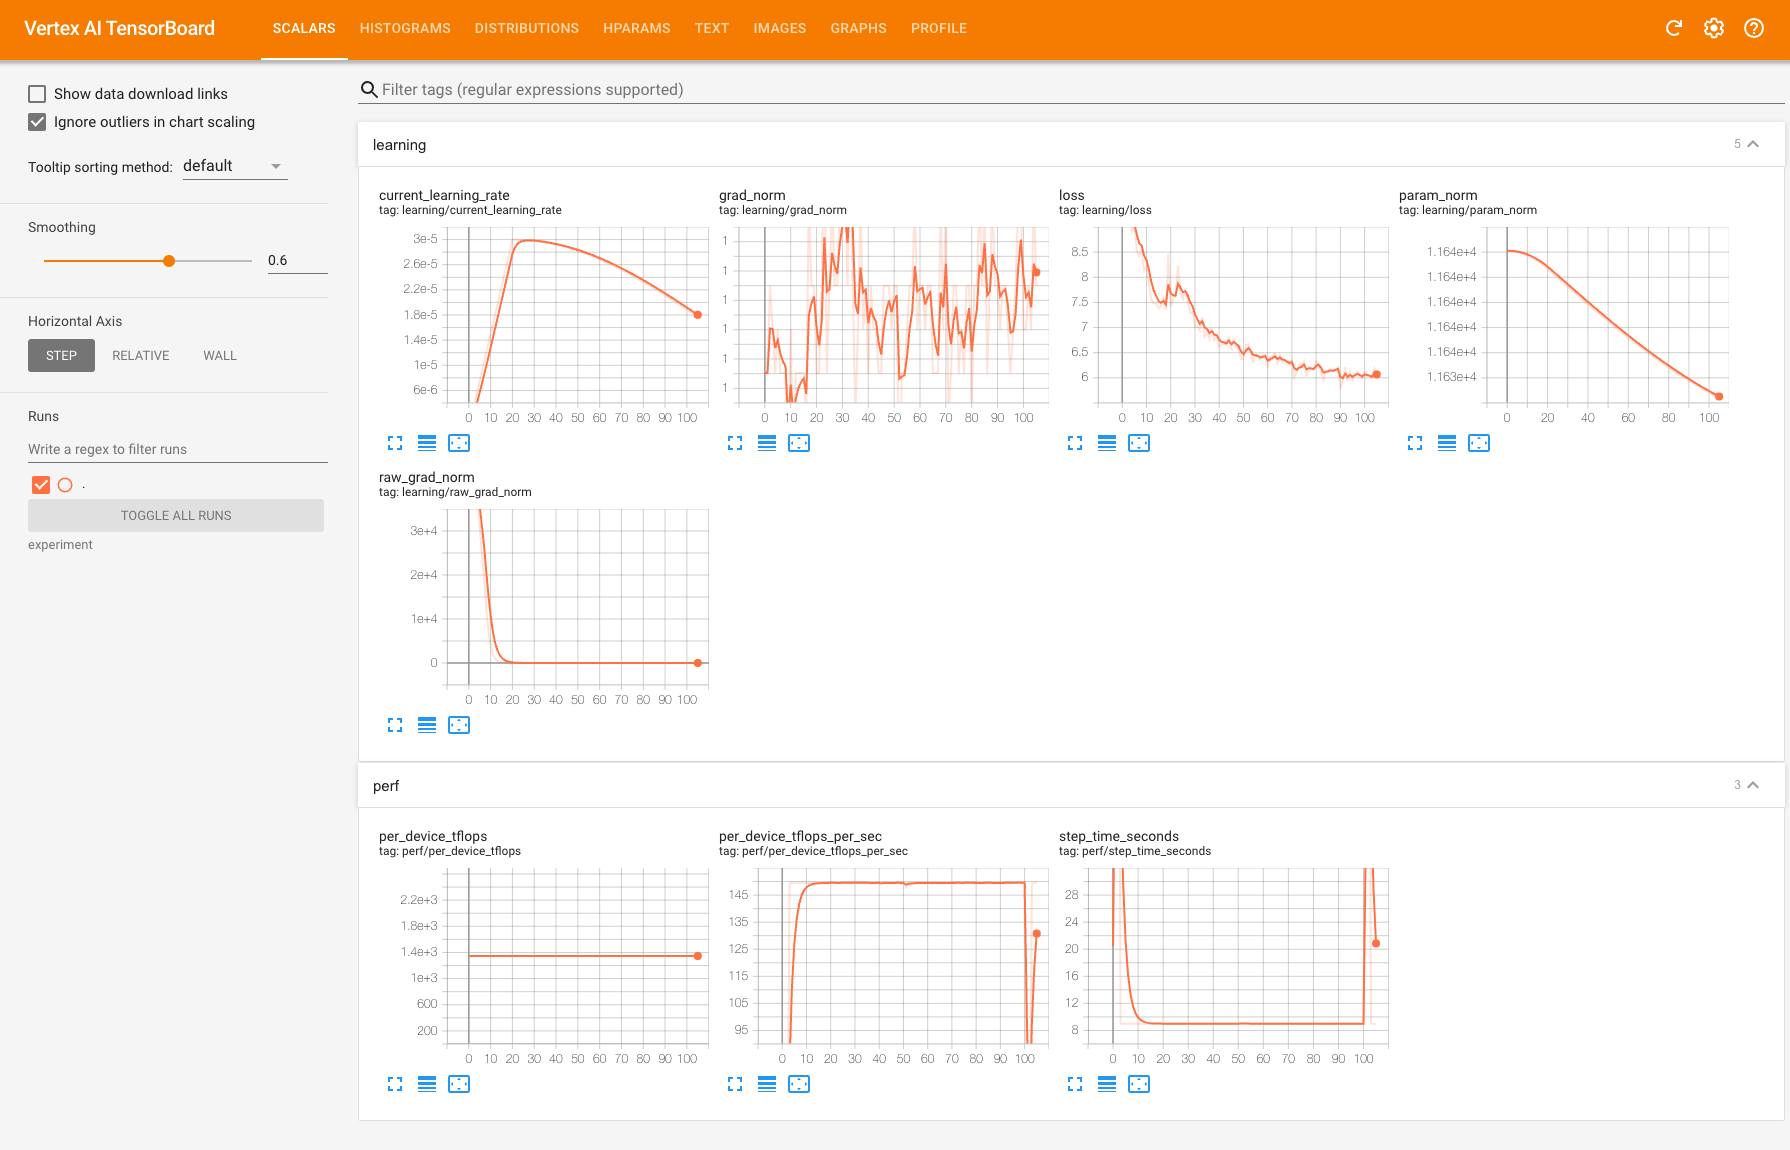 Vertex AI TensorBoard
SCALARS HISTOGRAMS DISTRIBUTIONS HPARAMS TEXT IMAGES GRAPHS PROFILE
Show data download links
Ignore outliers in chart scaling
Tooltip sorting method: default
Smoothing
0.6
Horizontal Axis
STEP RELATIVE WALL
Runs
Write a regex to filter runs
.
TOGGLE ALL RUNS
experiment
Filter tags (regular expressions supported)
learning 5
current_learning_rate
tag: learning/current_learning_rate
3e-5
2.6e-5
2.2e-5
1.8e-5
1.4e-5
1e-5
6e-6
0 10 20 30 40 50 60 70 80 90 100
grad_norm
tag: learning/grad_norm
1
1
1
1
1
1
0 10 20 30 40 50 60 70 80 90 100
loss
tag: learning/loss
8.5
8
7.5
7
6.5
6
0 10 20 30 40 50 60 70 80 90 100
param_norm
tag: learning/param_norm
1.164e+4
1.164e+4
1.164e+4
1.164e+4
1.164e+4
1.163e+4
0 20 40 60 80 100
raw_grad_norm
tag: learning/raw_grad_norm
3e+4
2e+4
1e+4
0
0 10 20 30 40 50 60 70 80 90 100
perf 3
per_device_tflops
tag: perf/per_device_tflops
2.2e+3
1.8e+3
1.4e+3
1e+3
600
200
0 10 20 30 40 50 60 70 80 90 100
per_device_tflops_per_sec
tag: perf/per_device_tflops_per_sec
145
135
125
115
105
95
0 10 20 30 40 50 60 70 80 90 100
step_time_seconds
tag: perf/step_time_seconds
28
24
20
16
12
8
0 10 20 30 40 50 60 70 80 90 100